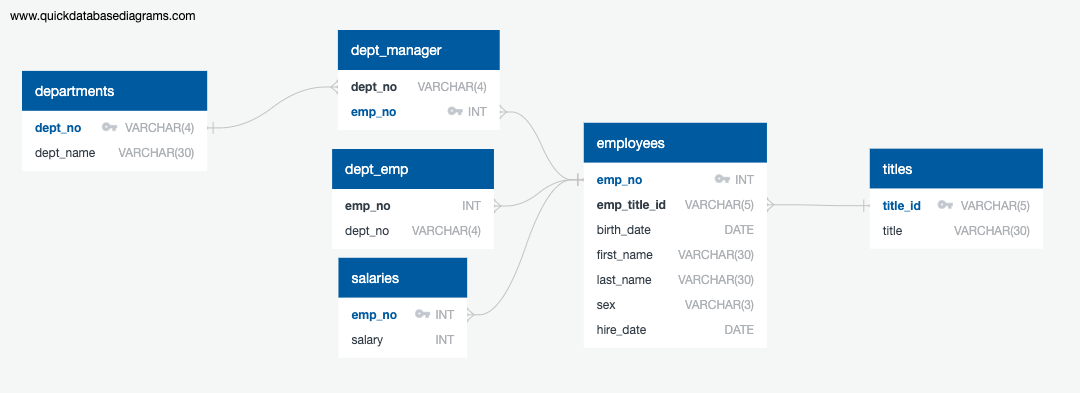 www.quickdatabasediagrams.com
departments
dept_no VARCHAR(4)
dept_name VARCHAR(30)
dept_manager
dept_no VARCHAR(4)
emp_no INT
dept_emp
emp_no INT
dept_no VARCHAR(4)
salaries
emp_no INT
salary INT
employees
emp_no INT
emp_title_id VARCHAR(5)
birth_date DATE
first_name VARCHAR(30)
last_name VARCHAR(30)
sex VARCHAR(3)
hire_date DATE
titles
title_id VARCHAR(5)
title VARCHAR(30)